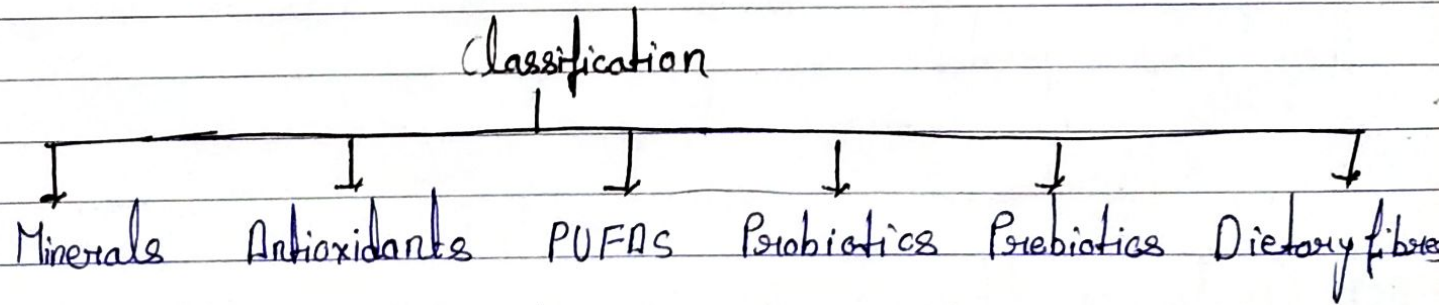 Classification
Minerals Antioxidants PUFAS Probiotics Prebiotics Dietary fibres